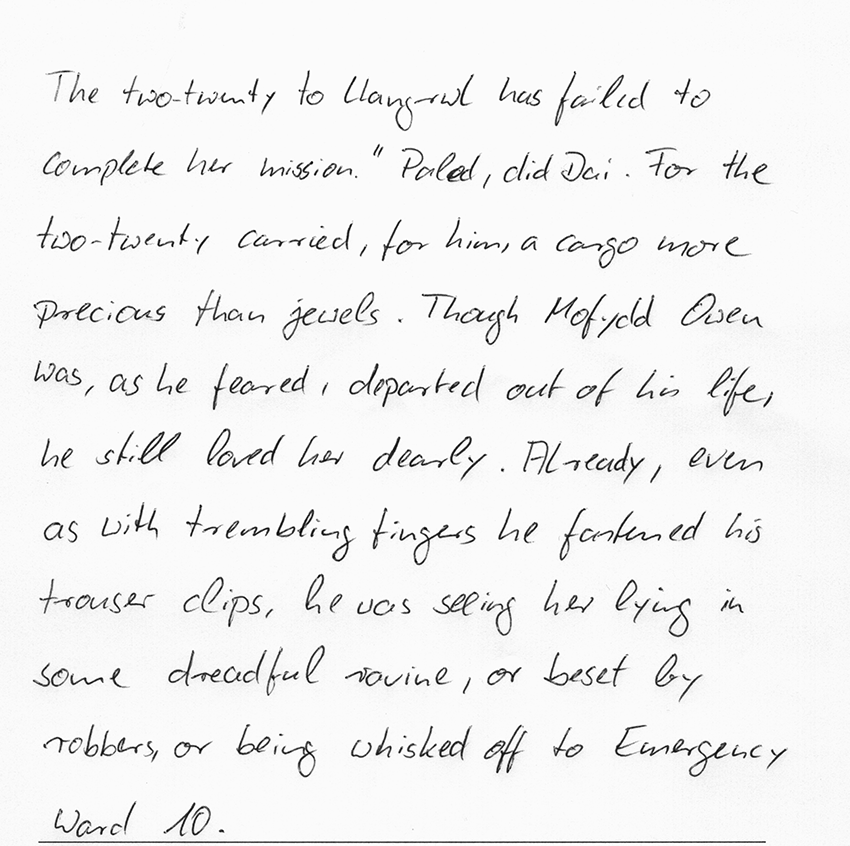 The two-twenty to Llang-rwl has failed to
complete her mission." Paled, did Dai. For the
two-twenty carried, for him, a cargo more
precious than jewels. Though Mofydd Owen
was, as he feared, departed out of his life,
he still loved her dearly. Already, even
as with trembling fingers he fastened his
trouser clips, he was seeing her lying in
some dreadful ravine, or beset by
robbers, or being whisked off to Emergency
Ward 10.